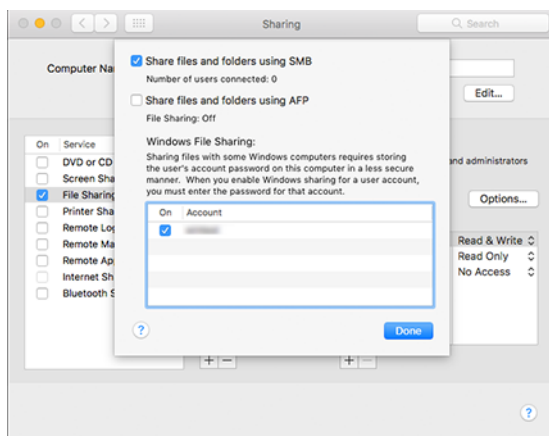 Sharing
Search
Computer Na
Edit...
Share files and folders using SMB
Number of users connected: 0
Share files and folders using AFP
File Sharing: Off
Windows File Sharing:
Sharing files with some Windows computers requires storing
the user's account password on this computer in a less secure
manner. When you enable Windows sharing for a user account,
you must enter the password for that account.
On Account
?
Done
On Service
DVD or CD
Screen Sha
File Sharing
Printer Sha
Remote Log
Remote Ma
Remote Ap
Internet Sh
Bluetooth S
and administrators
Options...
Read & Write
Read Only
No Access
+ −
+ −
?